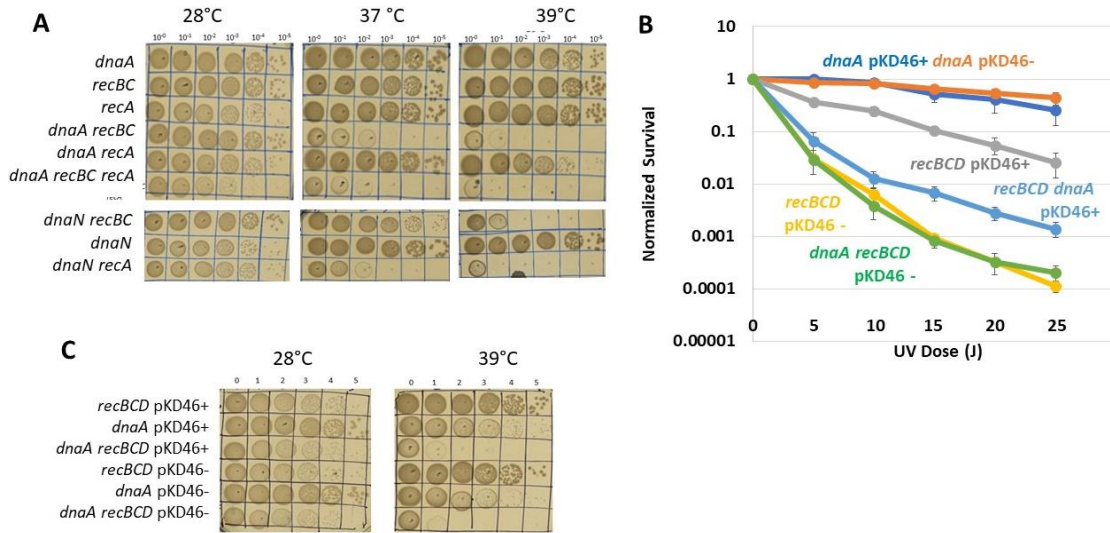 A
28°C
37 °C
39°C
10⁻⁰ 10⁻¹ 10⁻² 10⁻³ 10⁻⁴ 10⁻⁵
10⁻⁰ 10⁻¹ 10⁻² 10⁻³ 10⁻⁴ 10⁻⁵
10⁻⁰ 10⁻¹ 10⁻² 10⁻³ 10⁻⁴ 10⁻⁵
dnaA
recBC
recA
dnaA recBC
dnaA recA
dnaA recBC recA
dnaN recBC
dnaN
dnaN recA
B
Normalized Survival
10
1
0.1
0.01
0.001
0.0001
0.00001
dnaA pKD46+ dnaA pKD46-
recBCD pKD46+
recBCD dnaA
pKD46+
recBCD
pKD46 -
dnaA recBCD
pKD46 -
0 5 10 15 20 25
UV Dose (J)
C
28°C
39°C
0 1 2 3 4 5
0 1 2 3 4 5
recBCD pKD46+
dnaA pKD46+
dnaA recBCD pKD46+
recBCD pKD46-
dnaA pKD46-
dnaA recBCD pKD46-